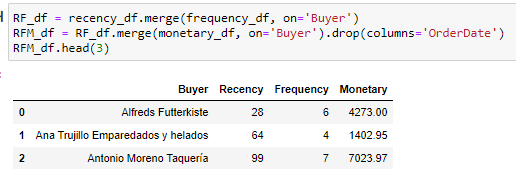 RF_df = recency_df.merge(frequency_df, on='Buyer')
RFM_df = RF_df.merge(monetary_df, on='Buyer').drop(columns='OrderDate')
RFM_df.head(3)
Buyer Recency Frequency Monetary
0 Alfreds Futterkiste 28 6 4273.00
1 Ana Trujillo Emparedados y helados 64 4 1402.95
2 Antonio Moreno Taquería 99 7 7023.97